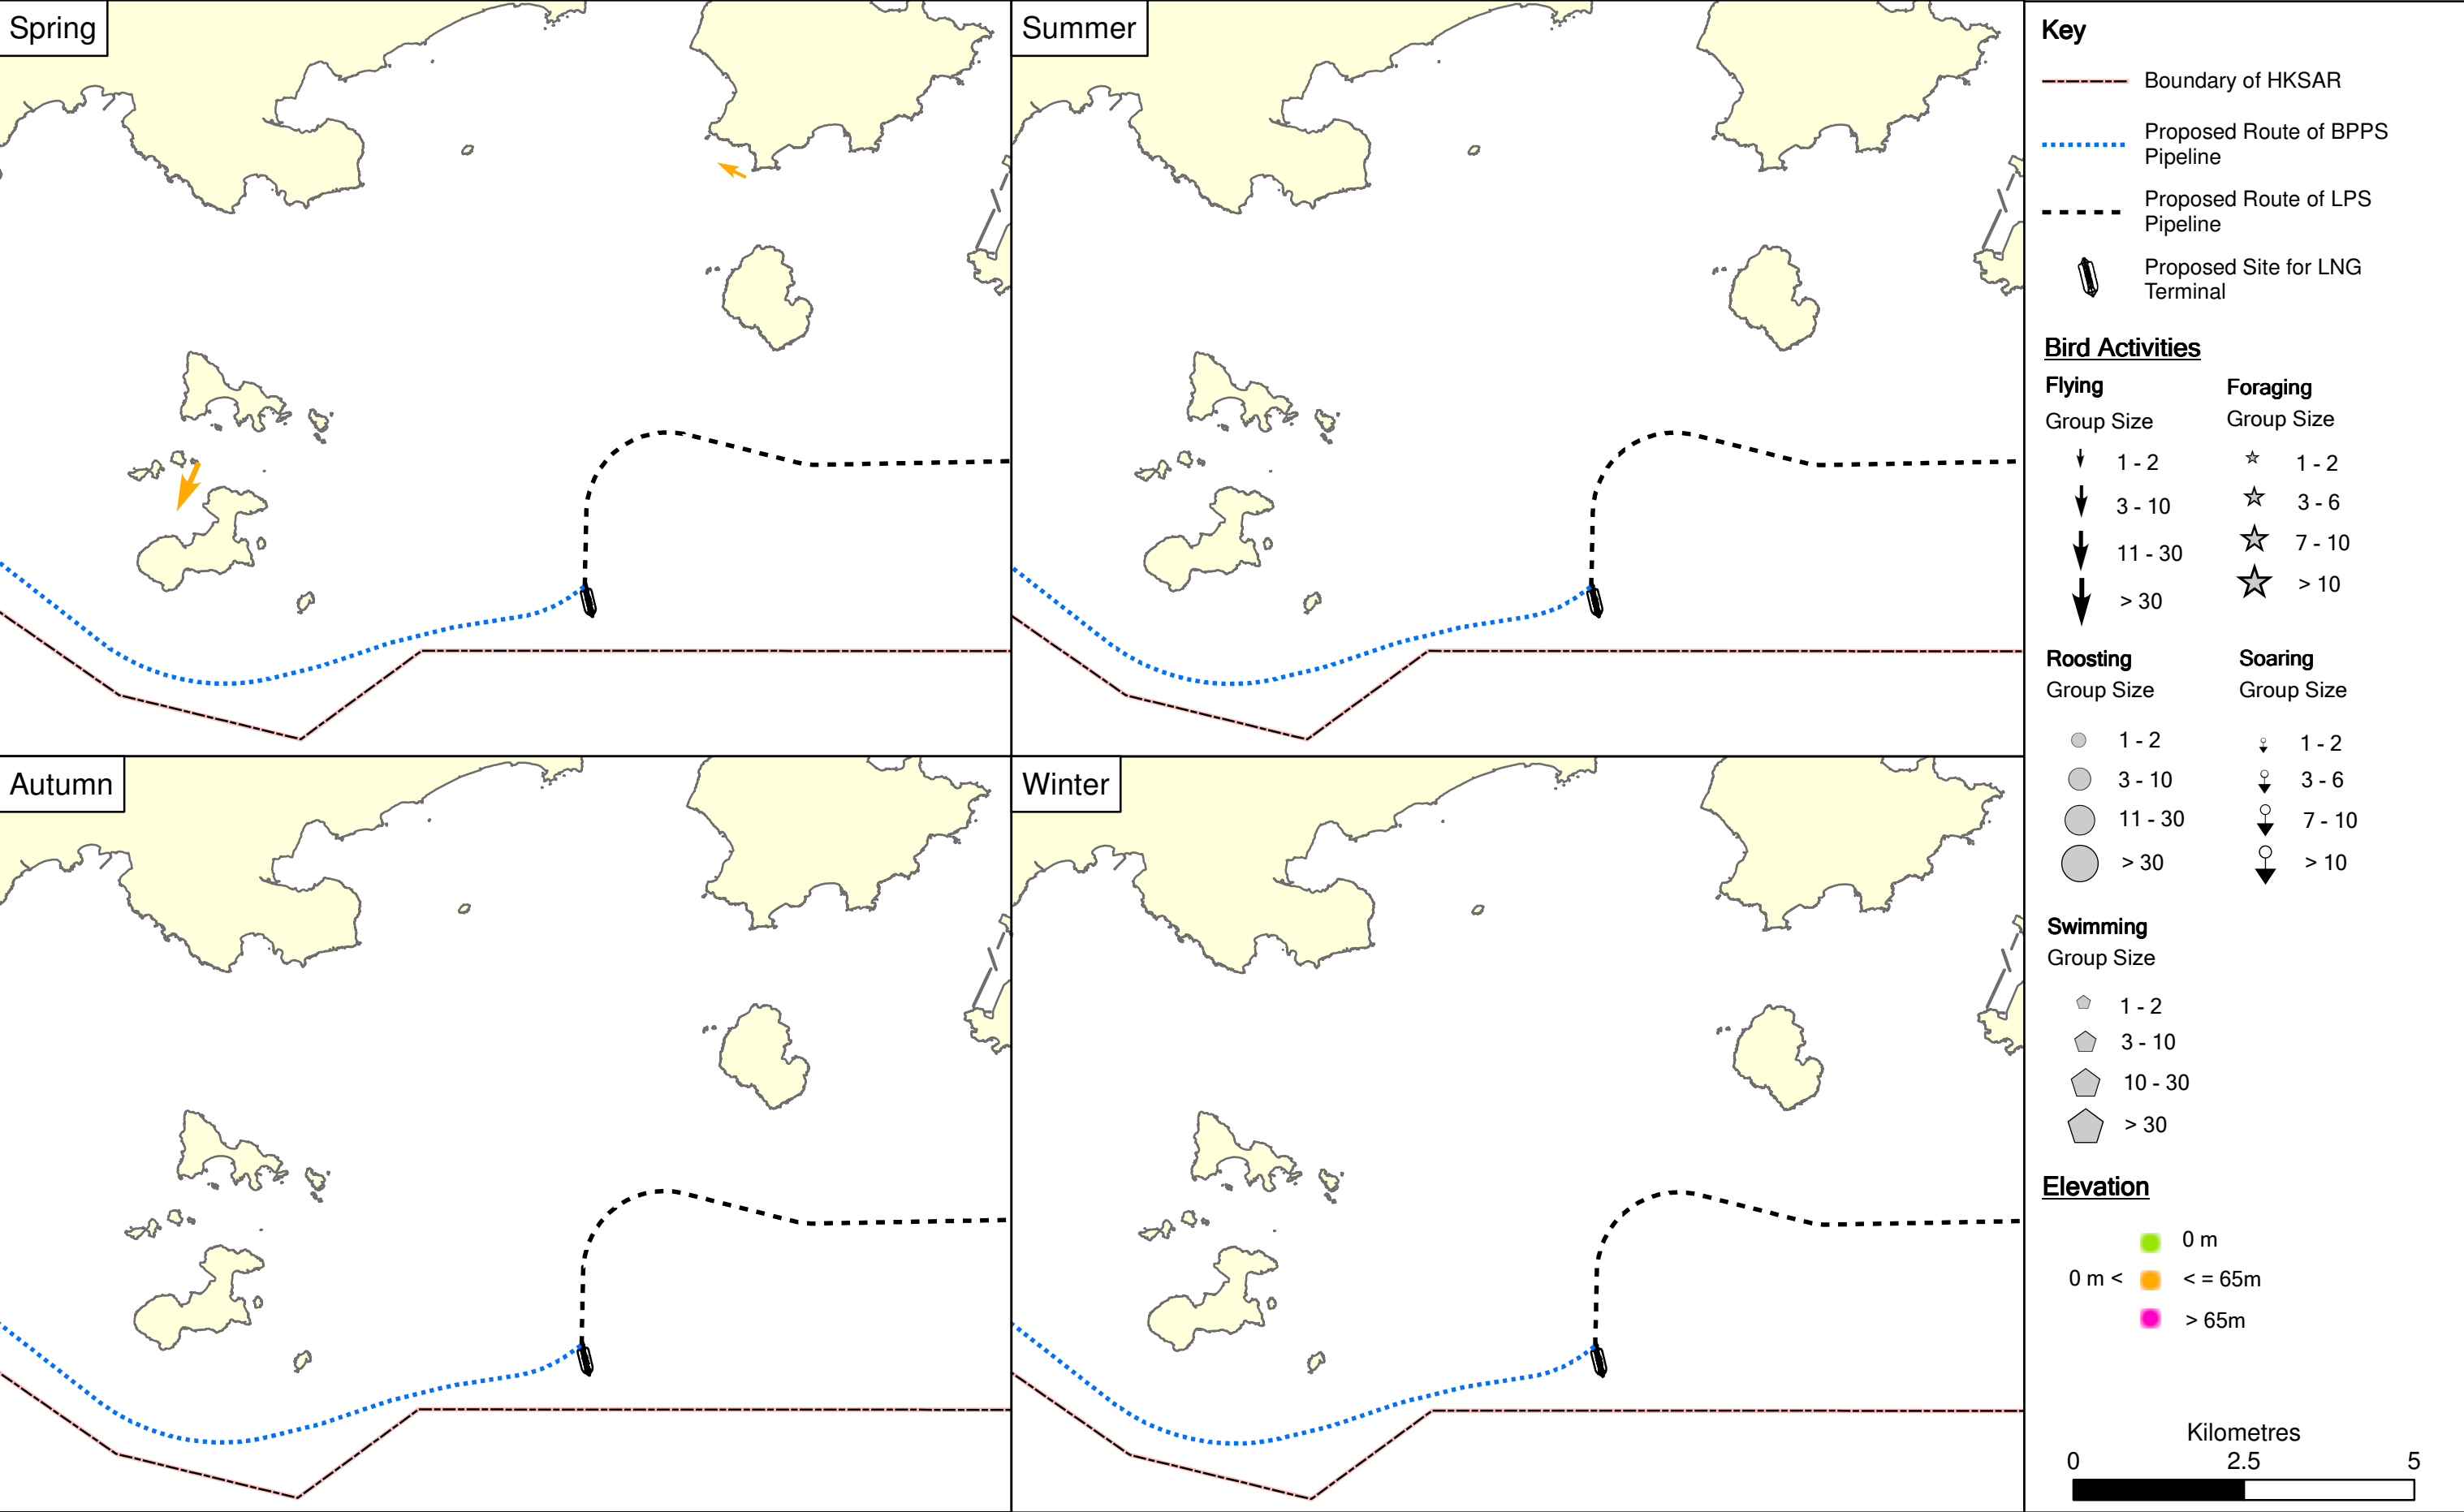 Spring
Summer
Autumn
Winter
Key
Boundary of HKSAR
Proposed Route of BPPS
Pipeline
Proposed Route of LPS
Pipeline
Proposed Site for LNG
Terminal
Bird Activities
Flying
Group Size
1 - 2
3 - 10
11 - 30
> 30
Foraging
Group Size
1 - 2
3 - 6
7 - 10
> 10
Roosting
Group Size
1 - 2
3 - 10
11 - 30
> 30
Soaring
Group Size
1 - 2
3 - 6
7 - 10
> 10
Swimming
Group Size
1 - 2
3 - 10
10 - 30
> 30
Elevation
0 m
0 m < < = 65m
> 65m
Kilometres
0 2.5 5